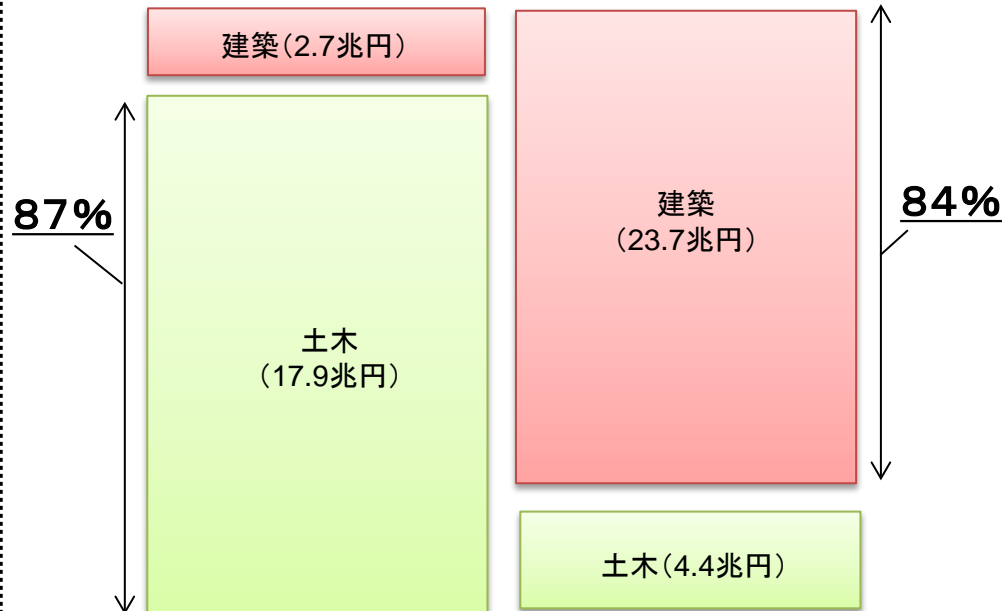 建築（2.7兆円）
87%
土木
（17.9兆円）
建築
（23.7兆円）
84%
土木（4.4兆円）